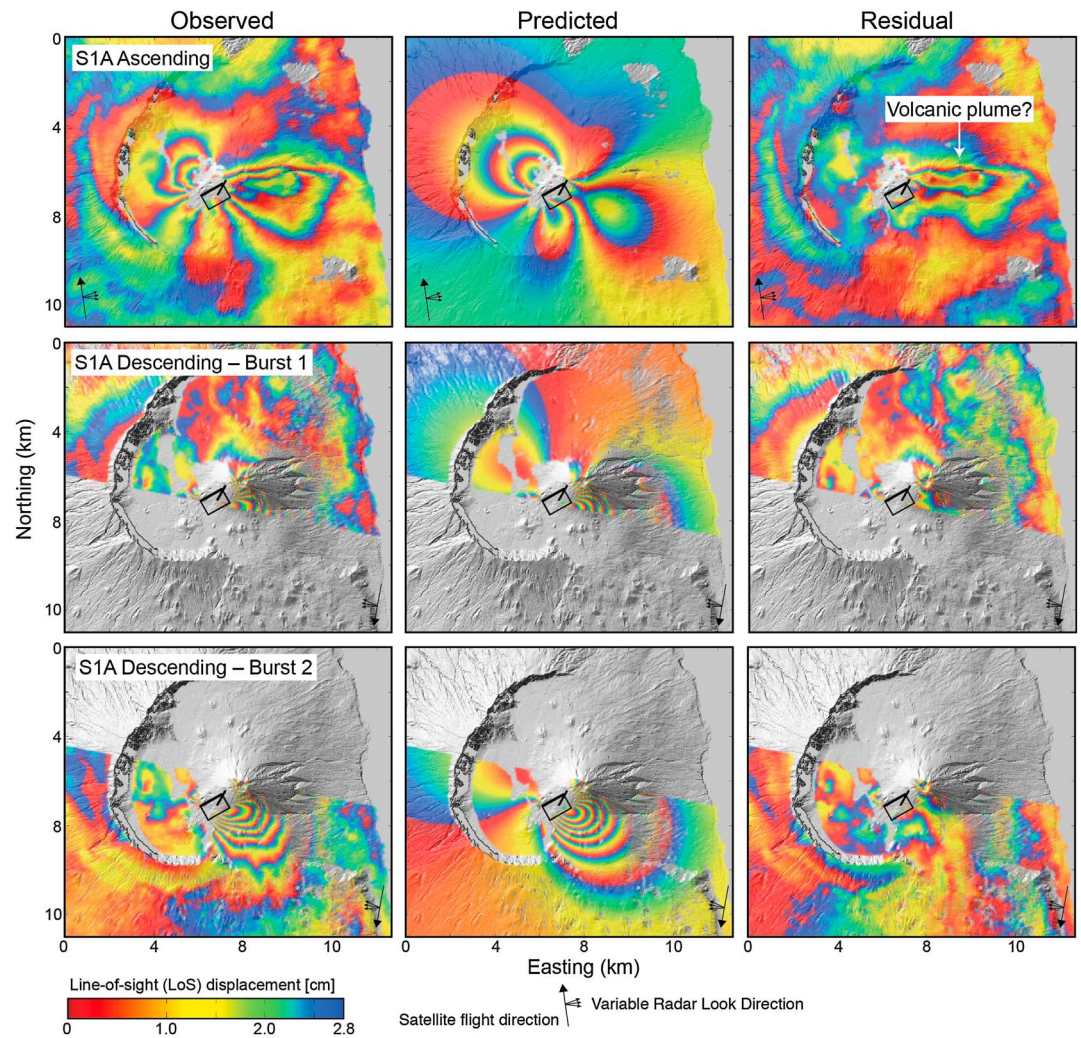 Observed Predicted Residual
S1A Ascending
Volcanic plume?
0
4
8
10
S1A Descending – Burst 1
0
4
8
10
Northing (km)
S1A Descending – Burst 2
0
4
8
10
0 4 8 10 0 4 8 10 0 4 8 10
Easting (km)
Line-of-sight (LoS) displacement [cm]
0 1.0 2.0 2.8
Variable Radar Look Direction
Satellite flight direction